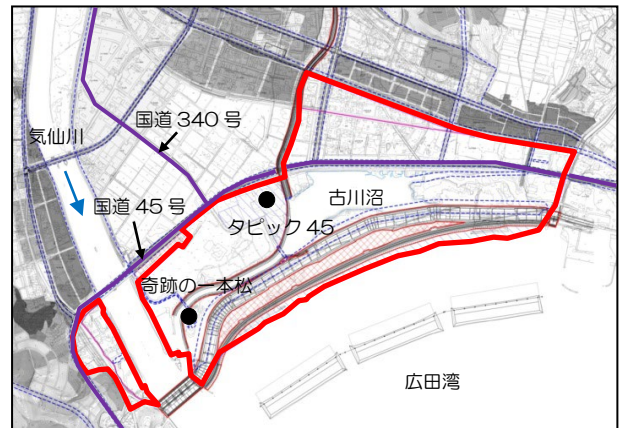 国道 340 号
気仙川
国道 45 号
古川沼
タピック 45
奇跡の一本松
広田湾